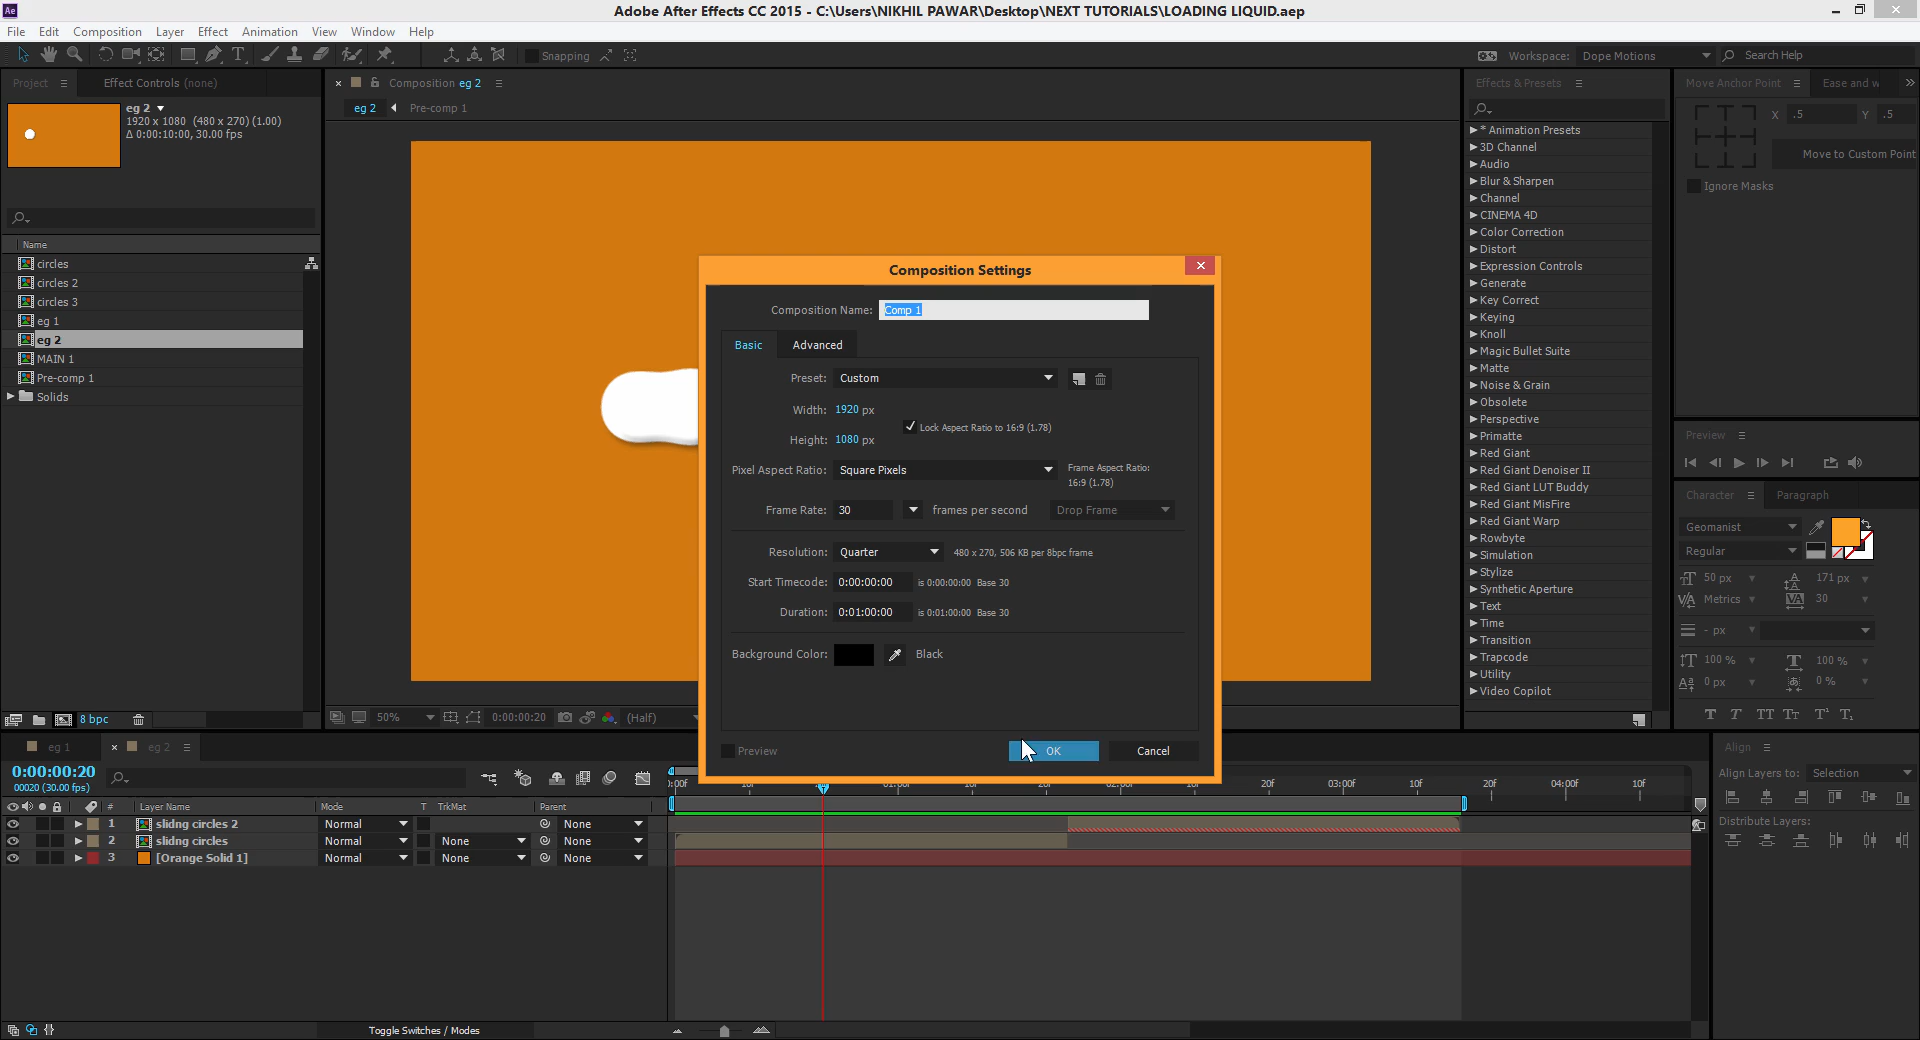 Ae Adobe After Effects CC 2015 - C:\Users\NIKHIL PAWAR\Desktop\NEXT TUTORIALS\LOADING LIQUID.aep
File Edit Composition Layer Effect Animation View Window Help
Snapping Workspace: Dope Motions Search Help
Project Effect Controls (none)
eg 2
1920 x 1080 (480 x 270) (1.00)
Δ 0:00:10:00, 30.00 fps
Name
circles
circles 2
circles 3
eg 1
eg 2
MAIN 1
Pre-comp 1
Solids
8 bpc
Composition eg 2
eg 2 Pre-comp 1
50% 0:00:00:20 (Half)
Composition Settings
Composition Name: Comp 1
Basic Advanced
Preset: Custom
Width: 1920 px
Lock Aspect Ratio to 16:9 (1.78)
Height: 1080 px
Pixel Aspect Ratio: Square Pixels
Frame Aspect Ratio:
16:9 (1.78)
Frame Rate: 30 frames per second Drop Frame
Resolution: Quarter 480 x 270, 506 KB per 8bpc frame
Start Timecode: 0:00:00:00 is 0:00:00:00 Base 30
Duration: 0:01:00:00 is 0:01:00:00 Base 30
Background Color: Black
Preview OK Cancel
Effects & Presets
* Animation Presets
3D Channel
Audio
Blur & Sharpen
Channel
CINEMA 4D
Color Correction
Distort
Expression Controls
Generate
Key Correct
Keying
Knoll
Magic Bullet Suite
Matte
Noise & Grain
Obsolete
Perspective
Primatte
Red Giant
Red Giant Denoiser II
Red Giant LUT Buddy
Red Giant MisFire
Red Giant Warp
Rowbyte
Simulation
Stylize
Synthetic Aperture
Text
Time
Transition
Trapcode
Utility
Video Copilot
Move Anchor Point Ease and w
X .5 Y .5
Move to Custom Point
Ignore Masks
Preview
Character Paragraph
Geomanist
Regular
50 px 171 px
Metrics 30
- px
100 % 100 %
0 px 0 %
T T TT Tт T¹ T₁
eg 1 eg 2
0:00:00:20
00020 (30.00 fps)
# Layer Name Mode T TrkMat Parent
1 slidng circles 2 Normal None
2 slidng circles Normal None None
3 [Orange Solid 1] Normal None None
Toggle Switches / Modes
20f 03:00f 10f 20f 04:00f 10f
Align
Align Layers to: Selection
Distribute Layers: